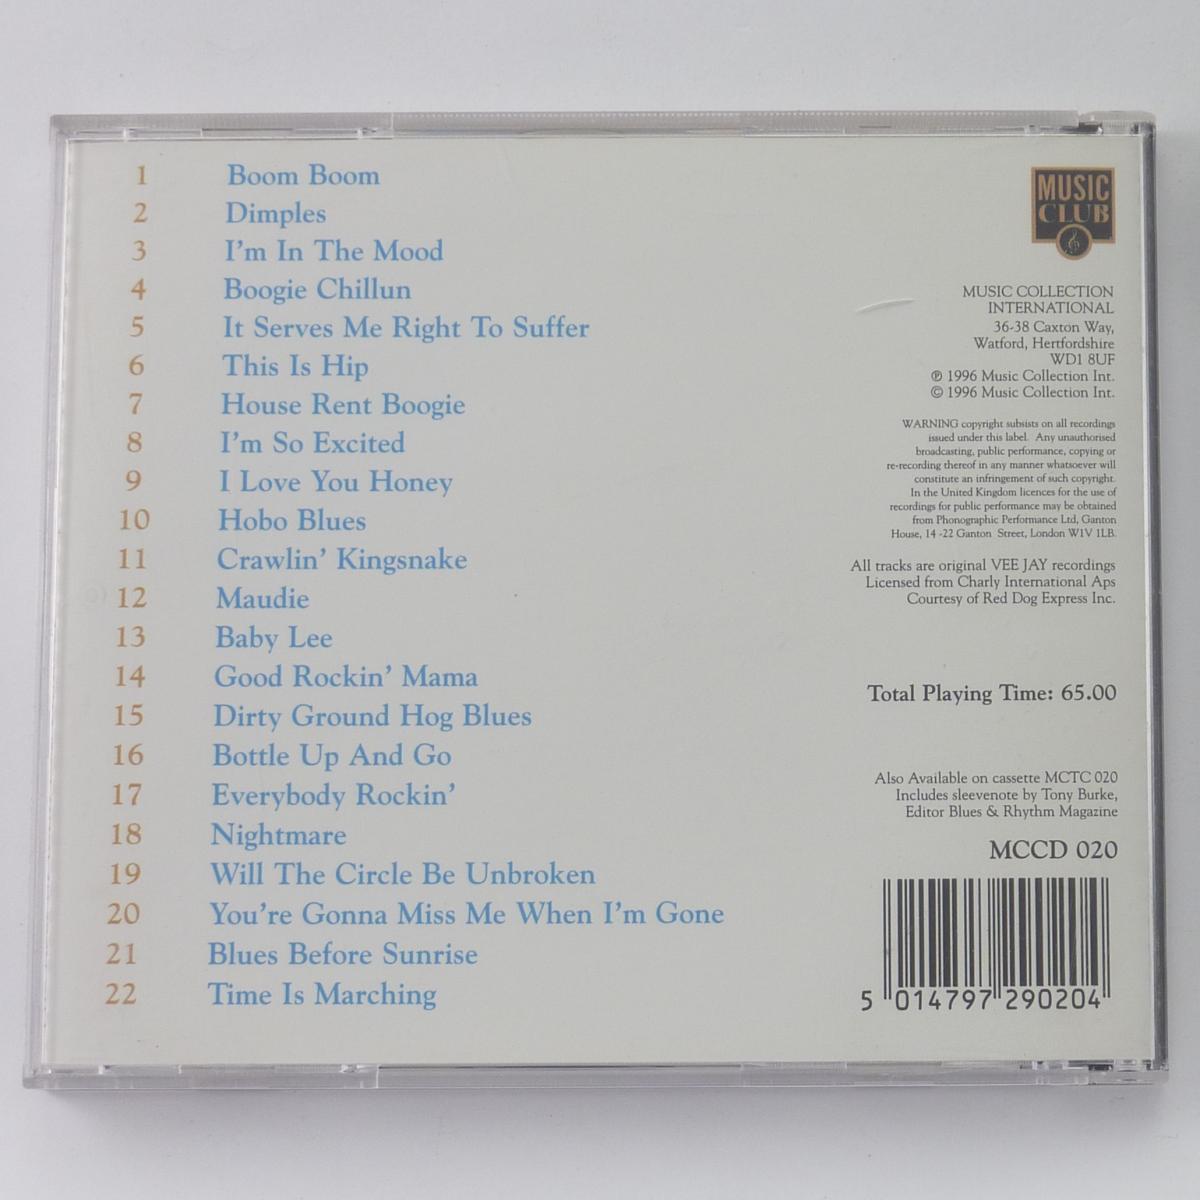 1 Boom Boom
2 Dimples
3 I'm In The Mood
4 Boogie Chillun
5 It Serves Me Right To Suffer
6 This Is Hip
7 House Rent Boogie
8 I'm So Excited
9 I Love You Honey
10 Hobo Blues
11 Crawlin' Kingsnake
12 Maudie
13 Baby Lee
14 Good Rockin' Mama
15 Dirty Ground Hog Blues
16 Bottle Up And Go
17 Everybody Rockin'
18 Nightmare
19 Will The Circle Be Unbroken
20 You're Gonna Miss Me When I'm Gone
21 Blues Before Sunrise
22 Time Is Marching
MUSIC
CLUB
MUSIC COLLECTION
INTERNATIONAL
36-38 Caxton Way,
Watford, Hertfordshire
WD1 8UF
℗ 1996 Music Collection Int.
© 1996 Music Collection Int.
WARNING copyright subsists on all recordings
issued under this label. Any unauthorised
broadcasting, public performance, copying or
re-recording thereof in any manner whatsoever will
constitute an infringement of such copyright.
In the United Kingdom licences for the use of
recordings for public performance may be obtained
from Phonographic Performance Ltd, Ganton
House, 14 -22 Ganton Street, London W1V 1LB.
All tracks are original VEE JAY recordings
Licensed from Charly International Aps
Courtesy of Red Dog Express Inc.
Total Playing Time: 65.00
Also Available on cassette MCTC 020
Includes sleevenote by Tony Burke,
Editor Blues & Rhythm Magazine
MCCD 020
5 014797 290204